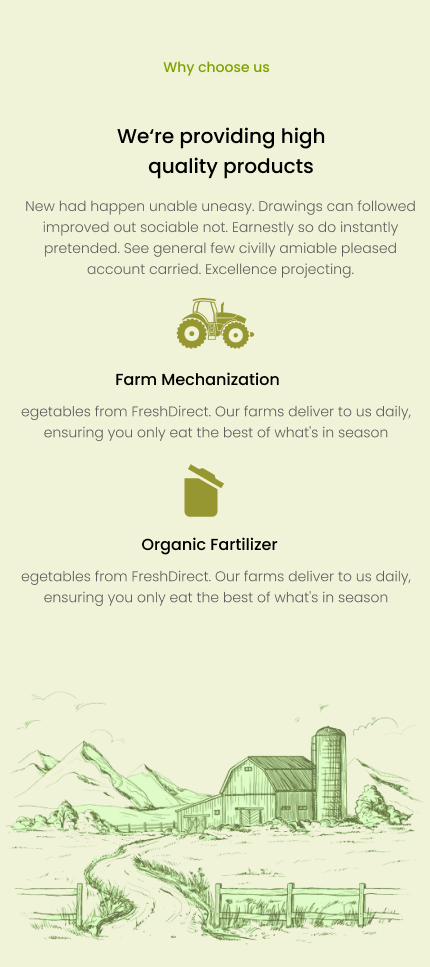 Why choose us
We‘re providing high
quality products
New had happen unable uneasy. Drawings can followed
improved out sociable not. Earnestly so do instantly
pretended. See general few civilly amiable pleased
account carried. Excellence projecting.
Farm Mechanization
egetables from FreshDirect. Our farms deliver to us daily,
ensuring you only eat the best of what's in season
Organic Fartilizer
egetables from FreshDirect. Our farms deliver to us daily,
ensuring you only eat the best of what's in season